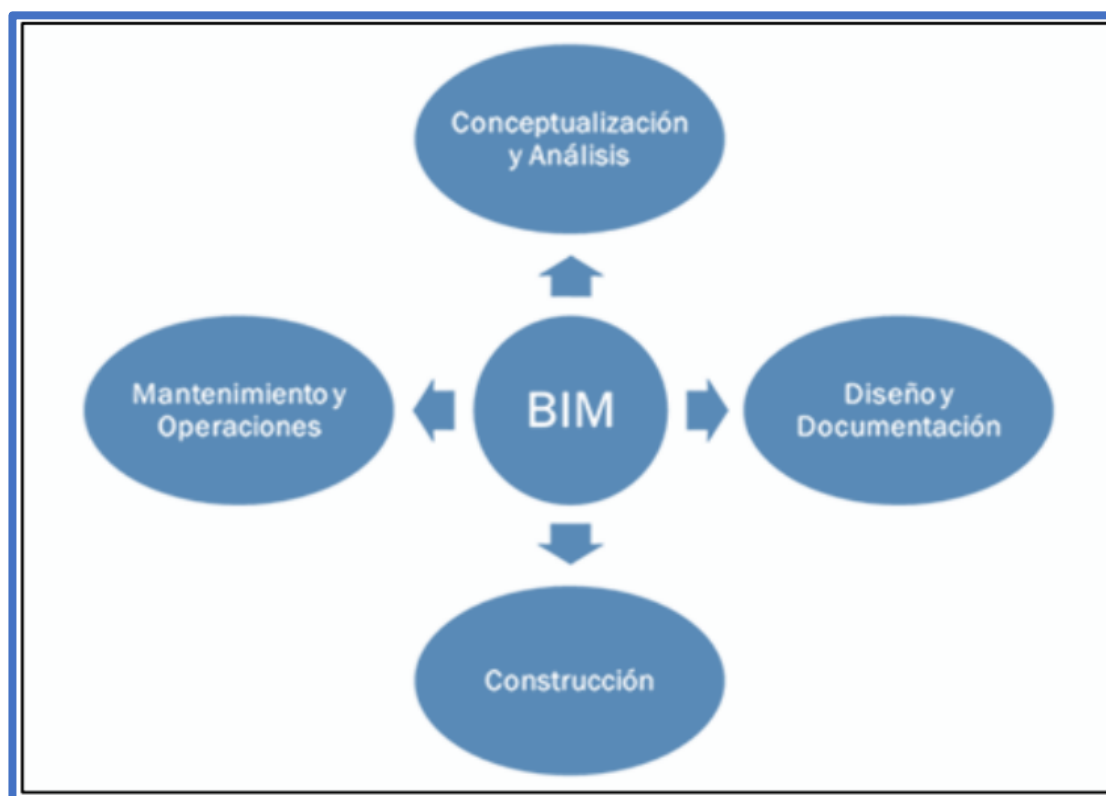 Conceptualización
y Análisis
Mantenimiento y
Operaciones
BIM
Diseño y
Documentación
Construcción